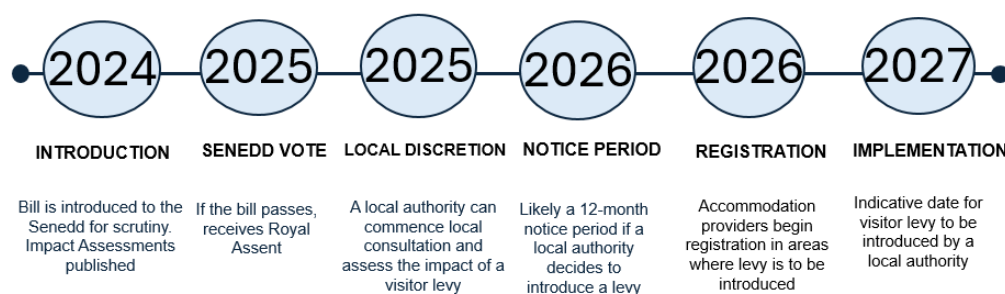 2024
2025
2025
2026
2026
2027
INTRODUCTION
SENEDD VOTE
LOCAL DISCRETION
NOTICE PERIOD
REGISTRATION
IMPLEMENTATION
Bill is introduced to the
Senedd for scrutiny.
Impact Assessments
published
If the bill passes,
receives Royal
Assent
A local authority can
commence local
consultation and
assess the impact of a
visitor levy
Likely a 12-month
notice period if a
local authority
decides to
introduce a levy
Accommodation
providers begin
registration in areas
where levy is to be
introduced
Indicative date for
visitor levy to be
introduced by a
local authority